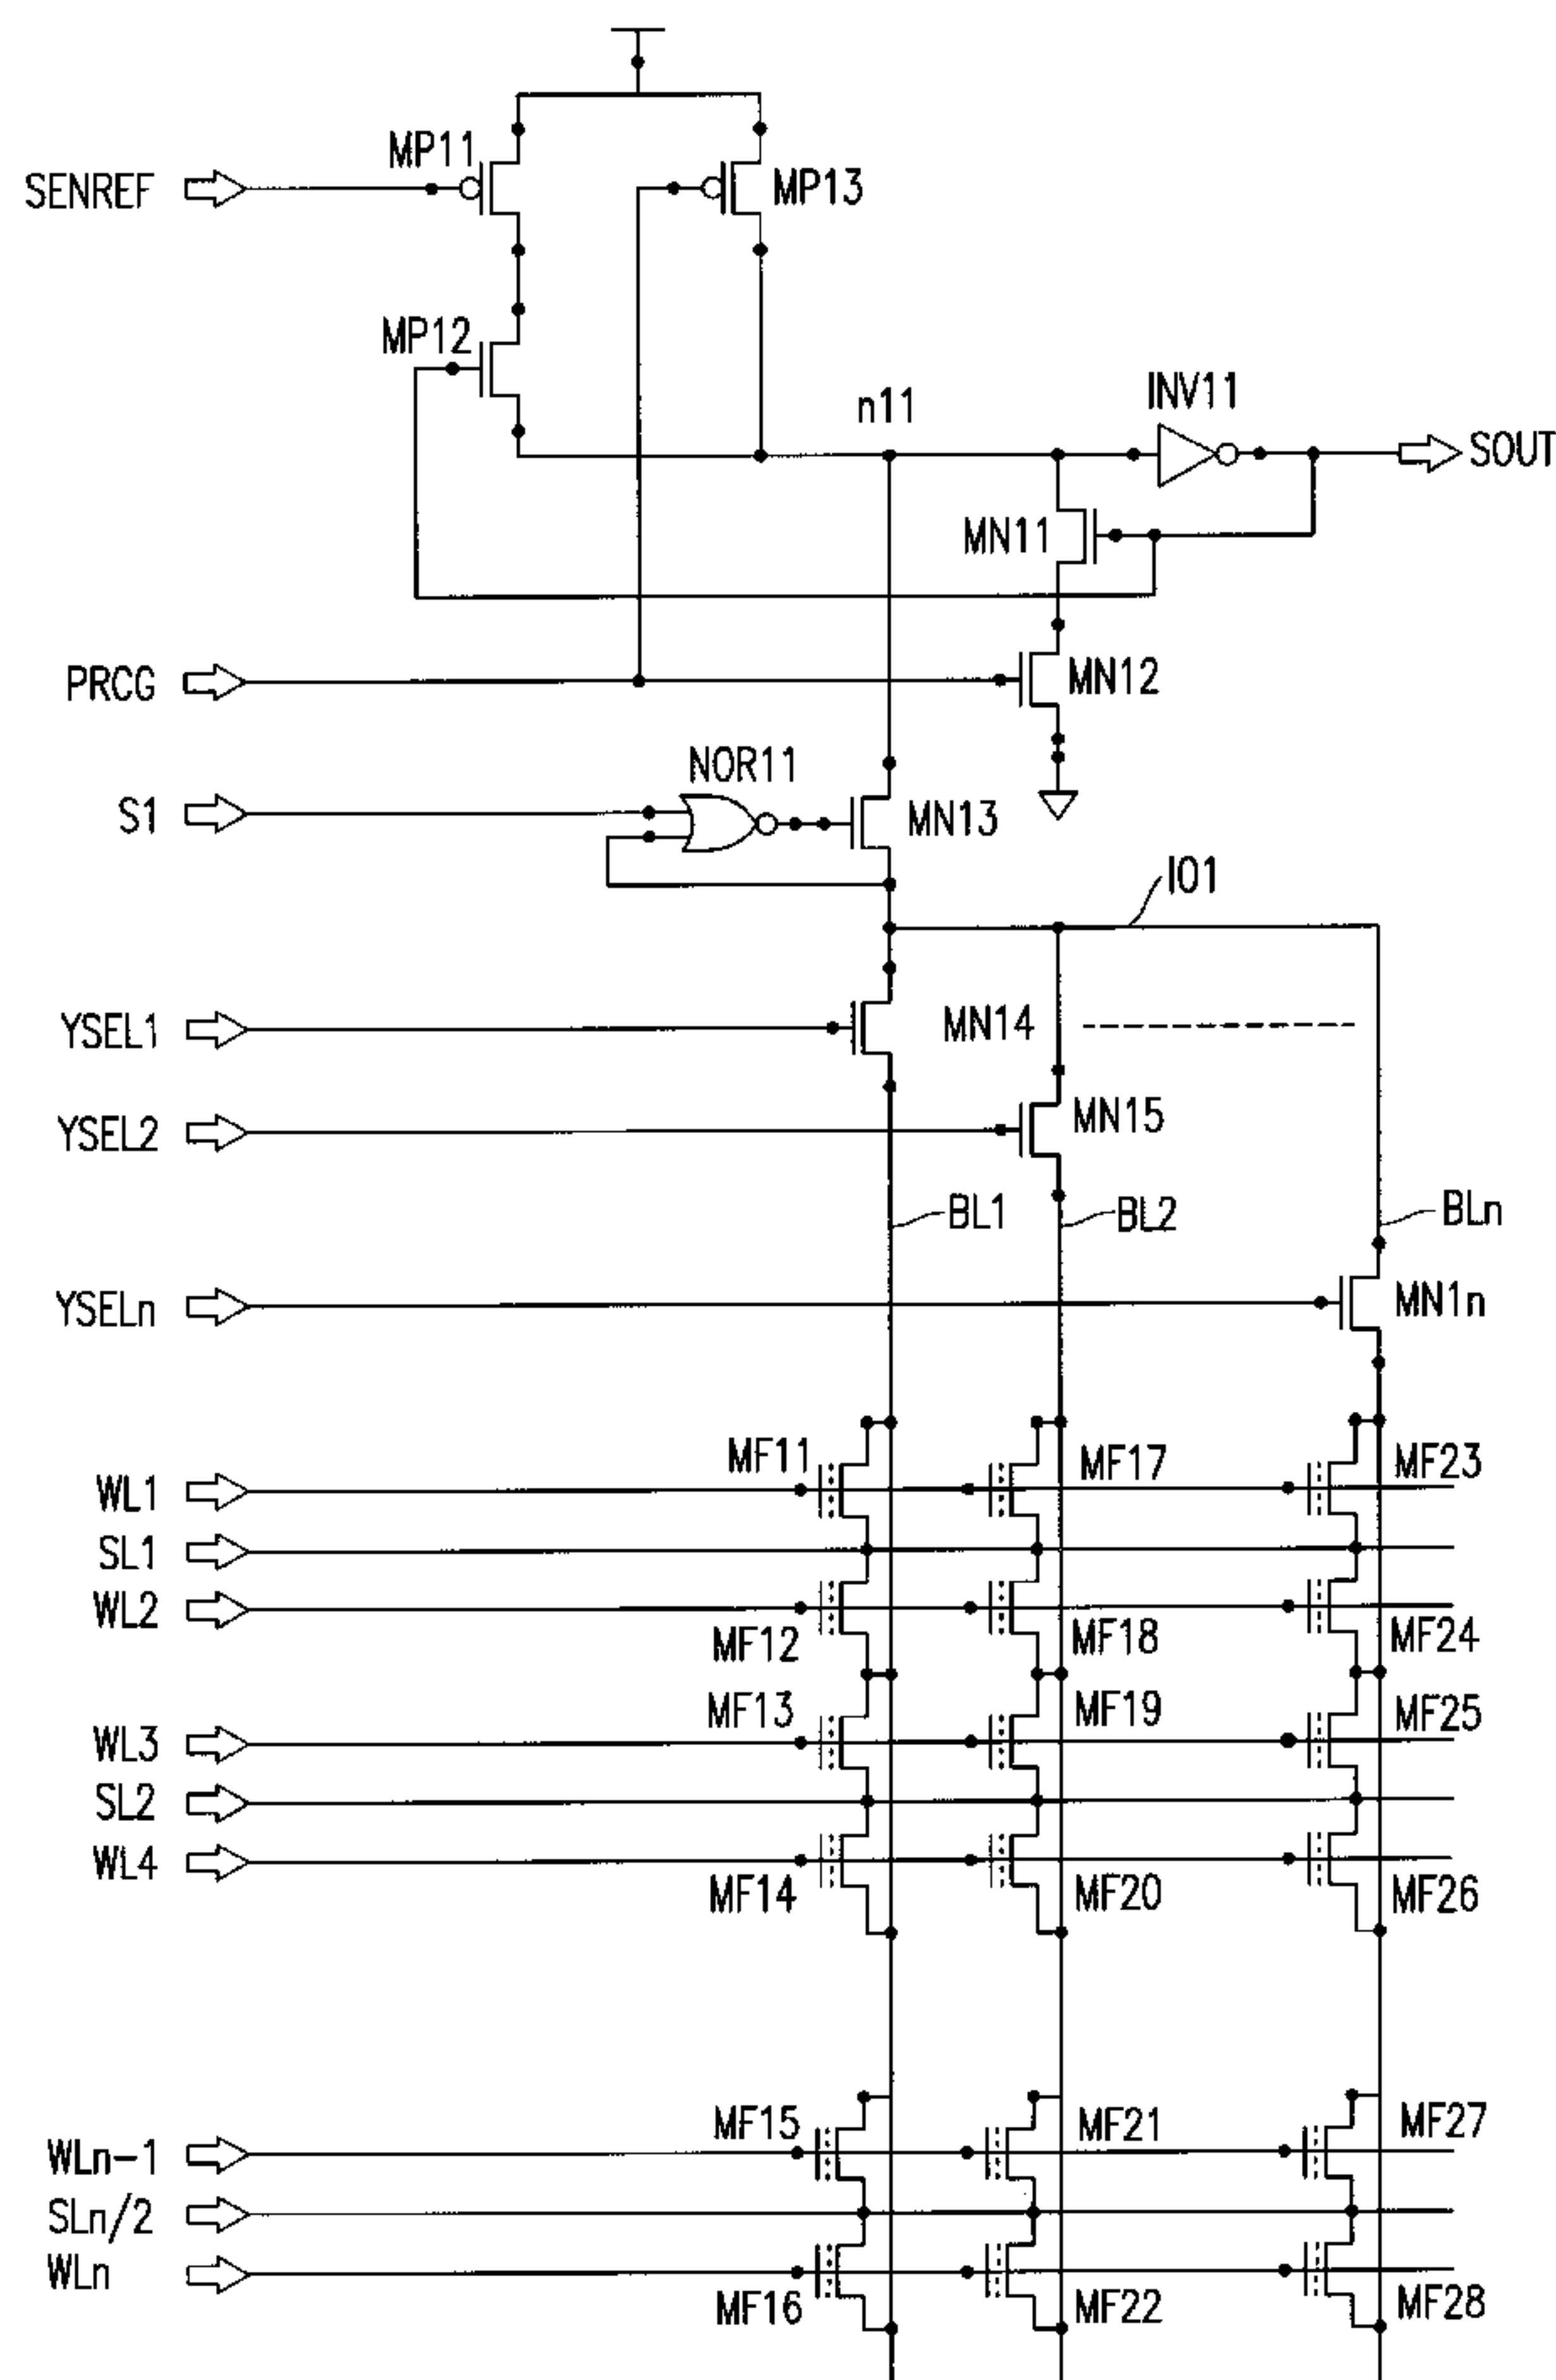 MP11
SENREF
MP13
MP12
n11
INV11
SOUT
MN11
PRCG
MN12
NOR11
S1
MN13
IO1
YSEL1
MN14
YSEL2
MN15
BL1
BL2
BLn
YSELn
MN1n
MF11
MF17
MF23
WL1
SL1
WL2
MF12
MF18
MF24
MF13
MF19
MF25
WL3
SL2
WL4
MF14
MF20
MF26
MF15
MF21
MF27
WLn-1
SLn/2
WLn
MF16
MF22
MF28